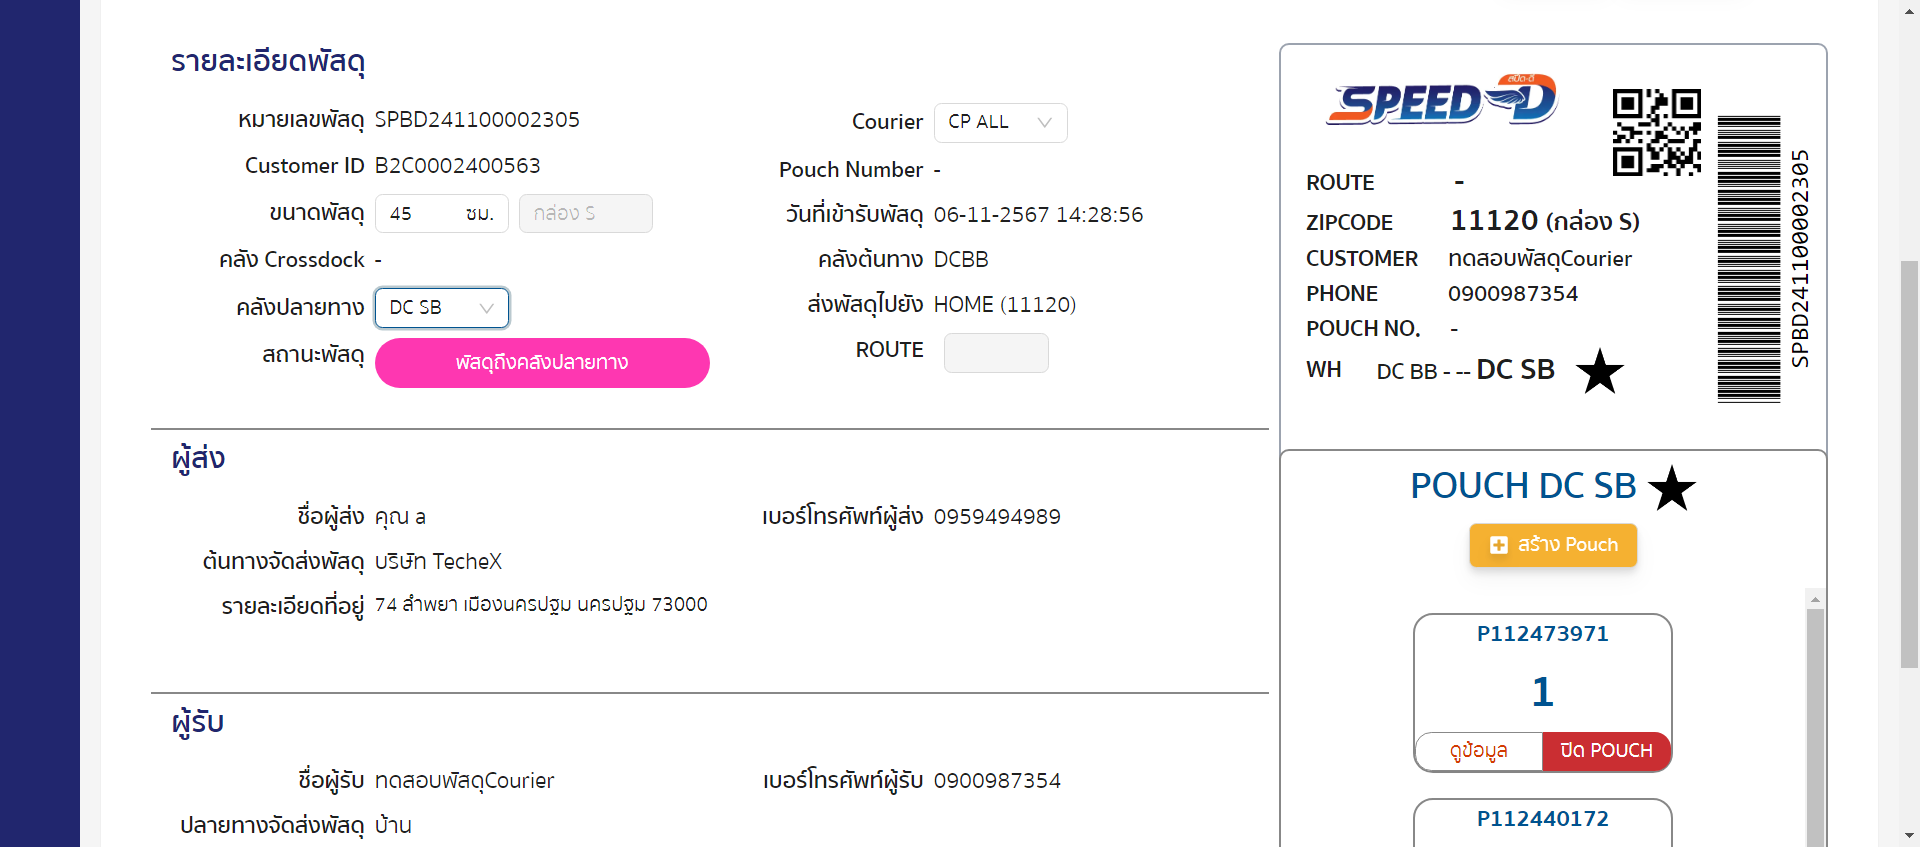 รายละเอียดพัสดุ
หมายเลขพัสดุ SPBD241100002305
Customer ID B2C0002400563
ขนาดพัสดุ 45 ซม. กล่อง S
คลัง Crossdock -
คลังปลายทาง DC SB
สถานะพัสดุ พัสดุถึงคลังปลายทาง
Courier CP ALL
Pouch Number -
วันที่เข้ารับพัสดุ 06-11-2567 14:28:56
คลังต้นทาง DCBB
ส่งพัสดุไปยัง HOME (11120)
ROUTE
ผู้ส่ง
ชื่อผู้ส่ง คุณ a
เบอร์โทรศัพท์ผู้ส่ง 0959494989
ต้นทางจัดส่งพัสดุ บริษัท TecheX
รายละเอียดที่อยู่ 74 ลำพยา เมืองนครปฐม นครปฐม 73000
ผู้รับ
ชื่อผู้รับ ทดสอบพัสดุCourier
เบอร์โทรศัพท์ผู้รับ 0900987354
ปลายทางจัดส่งพัสดุ บ้าน
SPEED-D สปีด-ดี
ROUTE -
ZIPCODE 11120 (กล่อง S)
CUSTOMER ทดสอบพัสดุCourier
PHONE 0900987354
POUCH NO. -
WH DC BB - -- DC SB ★
SPBD241100002305
POUCH DC SB ★
สร้าง Pouch
P112473971
1
ดูข้อมูล ปิด POUCH
P112440172